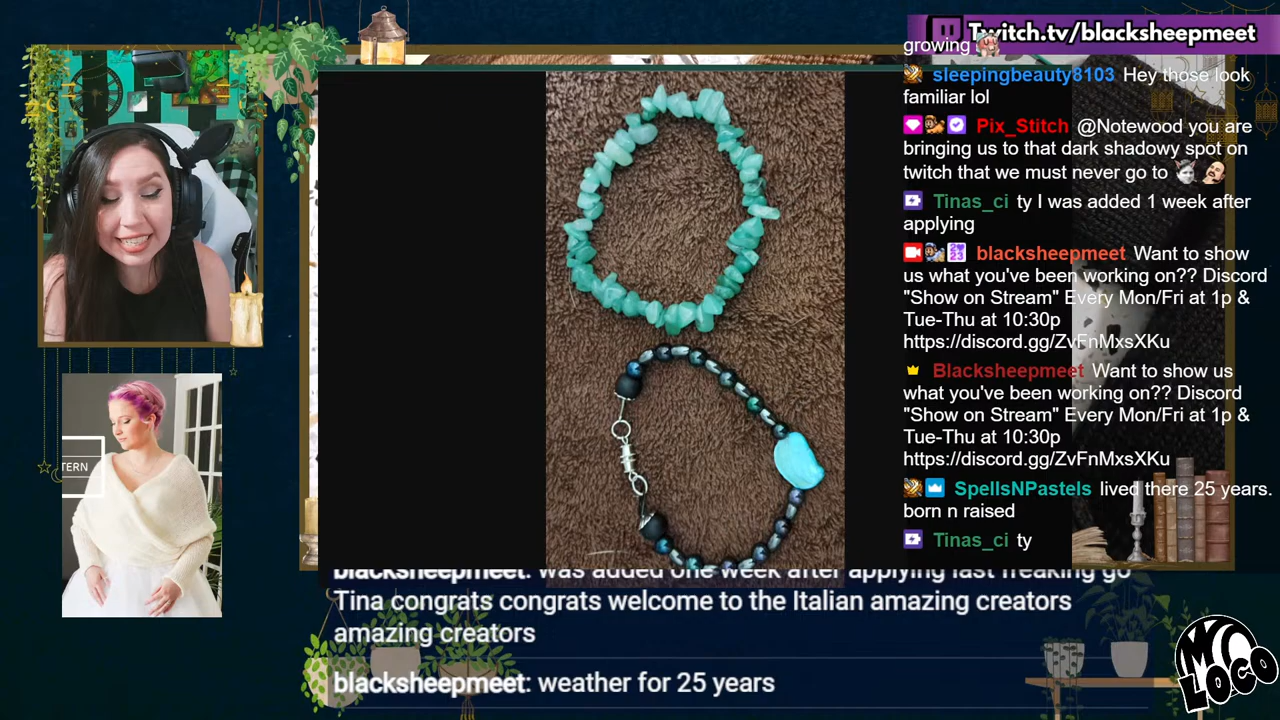 Twitch.tv/blacksheepmeet
growing
sleepingbeauty8103 Hey those look
familiar lol
Pix_Stitch @Notewood you are
bringing us to that dark shadowy spot on
twitch that we must never go to
Tinas_ci ty I was added 1 week after
applying
blacksheepmeet Want to show
us what you've been working on?? Discord
"Show on Stream" Every Mon/Fri at 1p &
Tue-Thu at 10:30p
https://discord.gg/ZvFnMxsXKu
Blacksheepmeet Want to show us
what you've been working on?? Discord
"Show on Stream" Every Mon/Fri at 1p &
Tue-Thu at 10:30p
https://discord.gg/ZvFnMxsXKu
SpellsNPastels lived there 25 years.
born n raised
Tinas_ci ty
TERN
blacksheepmeet: was added one week after applying fast freaking go
Tina congrats congrats welcome to the Italian amazing creators
amazing creators
blacksheepmeet: weather for 25 years
MC
LOCO